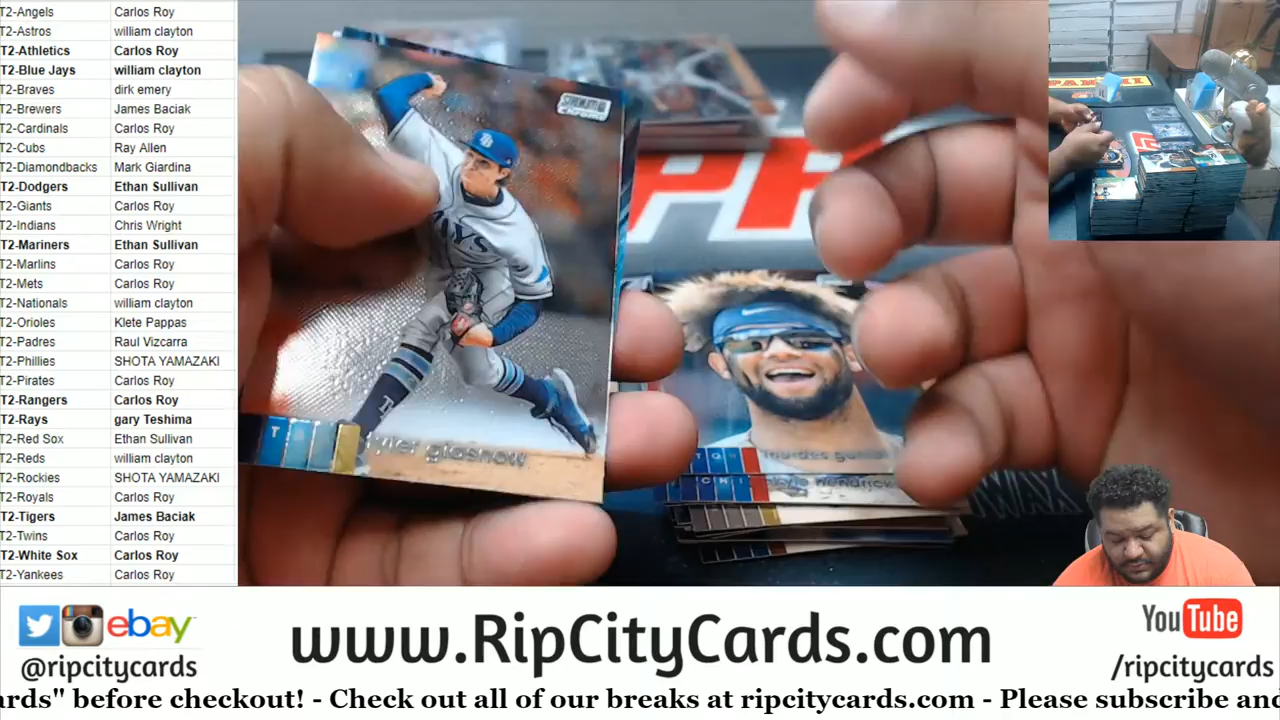 T2-Angels Carlos Roy
T2-Astros william clayton
T2-Athletics Carlos Roy
T2-Blue Jays william clayton
T2-Braves dirk emery
T2-Brewers James Baciak
T2-Cardinals Carlos Roy
T2-Cubs Ray Allen
T2-Diamondbacks Mark Giardina
T2-Dodgers Ethan Sullivan
T2-Giants Carlos Roy
T2-Indians Chris Wright
T2-Mariners Ethan Sullivan
T2-Marlins Carlos Roy
T2-Mets Carlos Roy
T2-Nationals william clayton
T2-Orioles Klete Pappas
T2-Padres Raul Vizcarra
T2-Phillies SHOTA YAMAZAKI
T2-Pirates Carlos Roy
T2-Rangers Carlos Roy
T2-Rays gary Teshima
T2-Red Sox Ethan Sullivan
T2-Reds william clayton
T2-Rockies SHOTA YAMAZAKI
T2-Royals Carlos Roy
T2-Tigers James Baciak
T2-Twins Carlos Roy
T2-White Sox Carlos Roy
T2-Yankees Carlos Roy
STADIUM
CHROME
TB
glasnow
PANINI
WAX
ebay
@ripcitycards
www.RipCityCards.com
YouTube
/ripcitycards
ards" before checkout! - Check out all of our breaks at ripcitycards.com - Please subscribe and